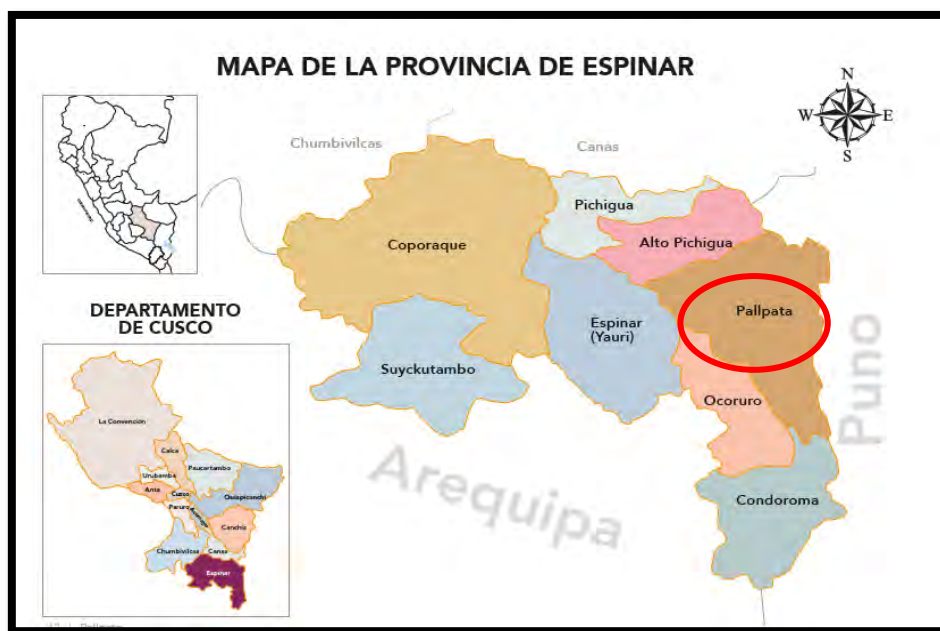 MAPA DE LA PROVINCIA DE ESPINAR
N
W E
S
Chumbivilcas
Canas
Pichigua
Coporaque
Alto Pichigua
Pallpata
Espinar
(Yauri)
Suyckutambo
Ocoruro
Condoroma
Puno
Arequipa
DEPARTAMENTO
DE CUSCO
La Convención
Calca
Paucartambo
Urubamba
Anta
Cusco
Quispicanchi
Paruro
Canchis
Chumbivilcas
Canas
Espinar